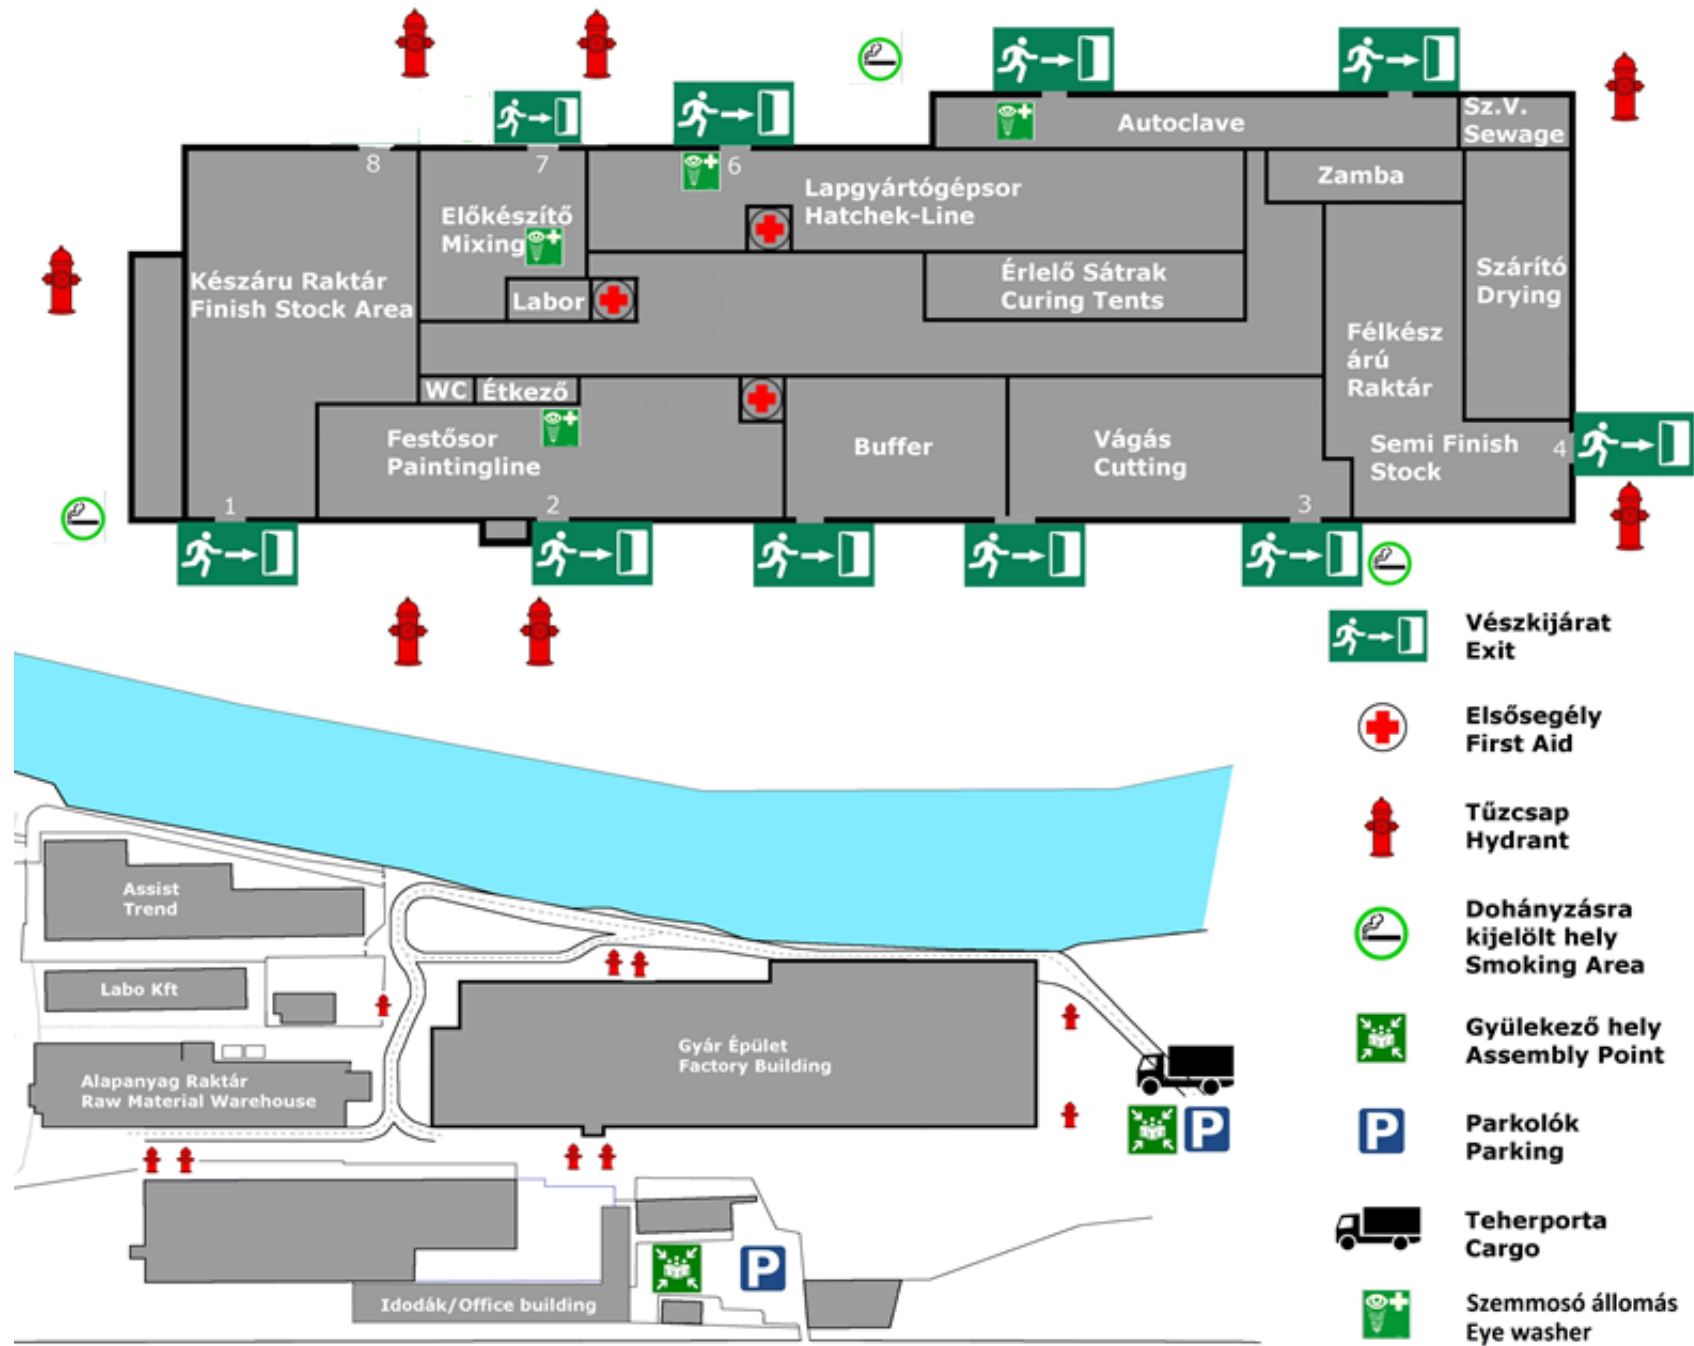 Autoclave
Sz.V.
Sewage
8
7
6
Zamba
Lapgyártógépsor
Hatchek-Line
Előkészítő
Mixing
Készáru Raktár
Finish Stock Area
Labor
Érlelő Sátrak
Curing Tents
Szárító
Drying
Félkész
árú
Raktár
WC
Étkező
Festősor
Paintingline
Buffer
Vágás
Cutting
Semi Finish
Stock
4
1
2
3
Vészkijárat
Exit
Elsősegély
First Aid
Tűzcsap
Hydrant
Dohányzásra
kijelölt hely
Smoking Area
Gyülekező hely
Assembly Point
P
Parkolók
Parking
Teherporta
Cargo
Szemmosó állomás
Eye washer
Assist
Trend
Labo Kft
Alapanyag Raktár
Raw Material Warehouse
Gyár Épület
Factory Building
P
P
Idodák/Office building